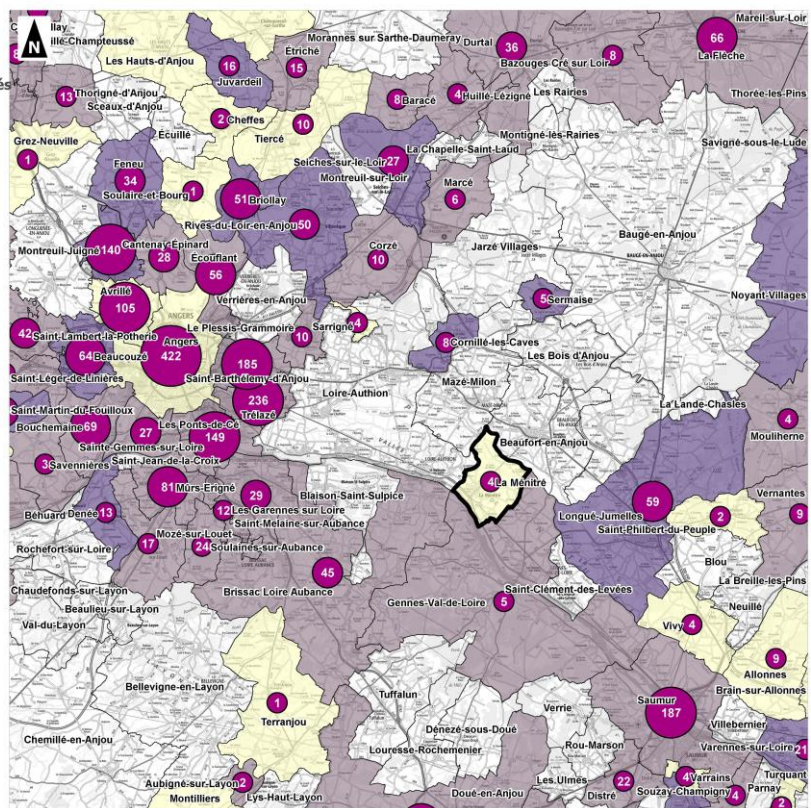 N
66
Mareil-sur-Loir
La Flèche
Morannes sur Sarthe-Daumeray
Durtal
36
Bazouges Cré sur Loir
8
Les Hauts-d'Anjou
Étriché
15
16
Juvardeil
13
Thorigné-d'Anjou
Sceaux-d'Anjou
8
Baracé
4
Huillé-Lézigné
Les Rairies
Thorée-les-Pins
Écuillé
2
Cheffes
10
Tiercé
Montigné-lès-Rairies
Savigné-sous-le-Lude
Grez-Neuville
1
Feneu
34
Soulaire-et-Bourg
1
La Chapelle-Saint-Laud
Seiches-sur-le-Loir
27
Montreuil-sur-Loir
Marcé
6
51
Briollay
Rives-du-Loir-en-Anjou
50
Baugé-en-Anjou
BAUGÉ-EN-ANJOU
Montreuil-Juigné
140
Cantenay-Épinard
28
Écouflant
56
Corzé
10
Jarzé Villages
Noyant-Villages
Verrières-en-Anjou
Avrillé
105
5
Sermaise
42
Saint-Lambert-la-Potherie
64
Beaucouzé
Angers
422
Le Plessis-Grammoire
10
Sarrigné
4
8
Cornillé-les-Caves
Les Bois d'Anjou
Saint-Léger-de-Linières
185
Saint-Barthélemy-d'Anjou
Loire-Authion
Mazé-Milon
236
Trélazé
La Lande-Chasles
Saint-Martin-du-Fouilloux
Bouchemaine
69
27
Sainte-Gemmes-sur-Loire
Les Ponts-de-Cé
149
Saint-Jean-de-la-Croix
4
Mouliherne
Beaufort-en-Anjou
3
Savennières
81
Mûrs-Erigné
29
Blaison-Saint-Sulpice
4
La Ménitré
59
Longué-Jumelles
Vernantes
9
Béhuard
Denée
13
12
Les Garennes sur Loire
Saint-Melaine-sur-Aubance
2
Saint-Philbert-du-Peuple
Mozé-sur-Louet
17
24
Soulaines-sur-Aubance
Rochefort-sur-Loire
Blou
La Breille-les-Pins
45
Brissac Loire Aubance
Chaudefonds-sur-Layon
Beaulieu-sur-Layon
Val-du-Layon
Gennes-Val-de-Loire
5
Saint-Clément-des-Levées
Neuillé
Vivy
4
9
Allonnes
Brain-sur-Allonnes
Bellevigne-en-Layon
1
Terranjou
Tuffalun
Verrie
Saumur
187
Villebernier
Chemillé-en-Anjou
Dénezé-sous-Doué
Louresse-Rochemenier
Rou-Marson
Varennes-sur-Loire
21
Les Ulmes
22
Distré
4
Varrains
Souzay-Champigny
4
Parnay
Turquant
2
Aubigné-sur-Layon
2
Lys-Haut-Layon
Montilliers
Doué-en-Anjou